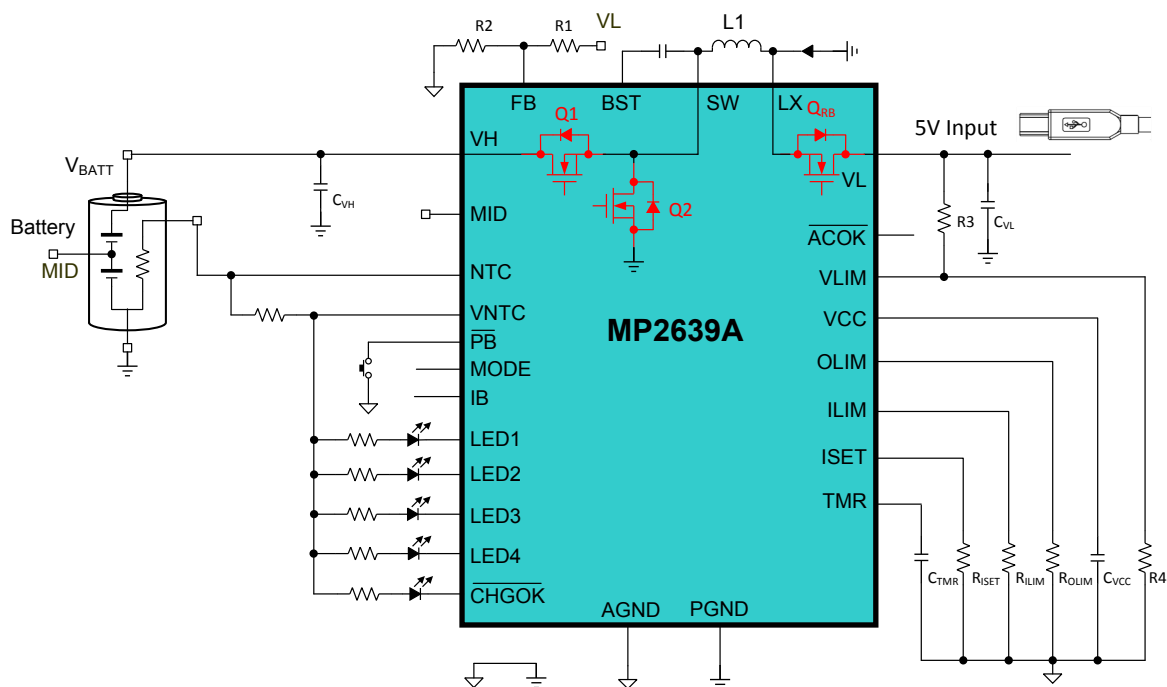 R2
R1
VL
L1
FB
BST
SW
LX
VH
Q1
QRB
5V Input
VBATT
CVH
VL
Battery
MID
MID
Q2
R3
CVL
ACOK
NTC
VLIM
VNTC
VCC
PB
MP2639A
MODE
OLIM
IB
ILIM
LED1
ISET
LED2
TMR
LED3
LED4
CHGOK
CTMR
RISET
RILIM
ROLIM
CVCC
R4
AGND
PGND